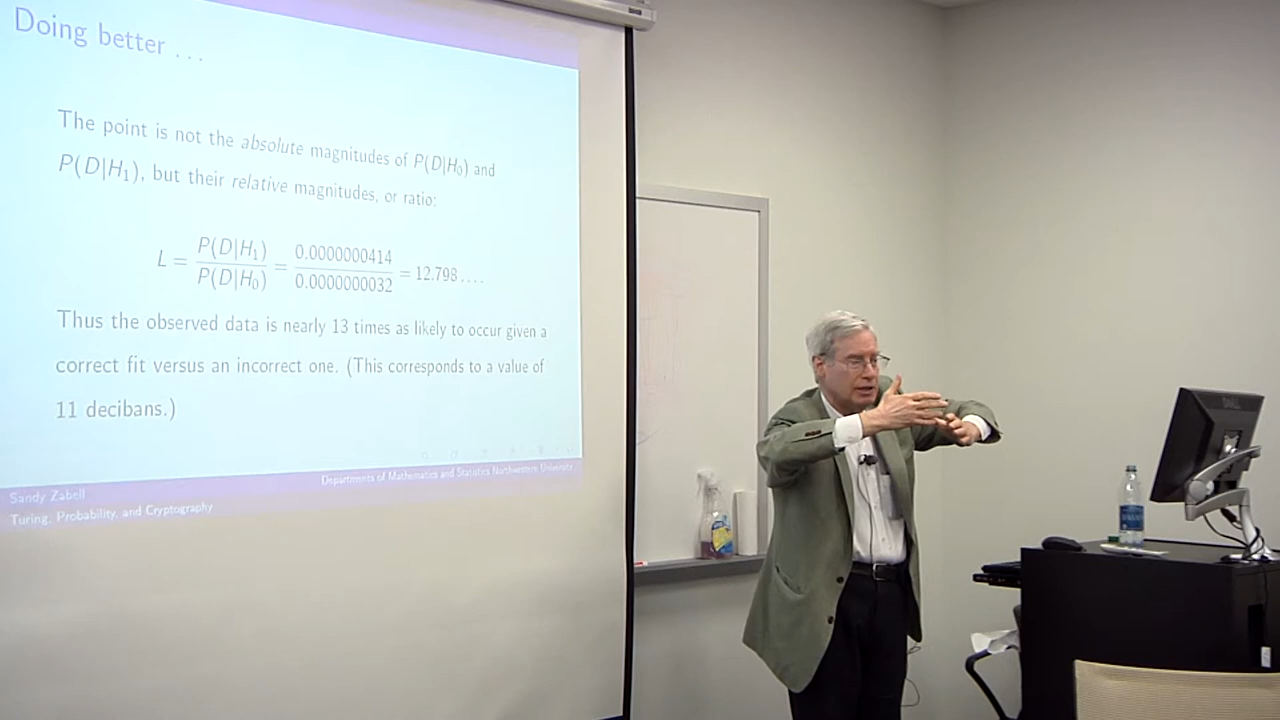 Doing better ...
The point is not the absolute magnitudes of P(D|H₀) and
P(D|H₁), but their relative magnitudes, or ratio:
L = P(D|H₁) / P(D|H₀) = 0.0000000414 / 0.0000000032 = 12.798 ....
Thus the observed data is nearly 13 times as likely to occur given a
correct fit versus an incorrect one. (This corresponds to a value of
11 decibans.)
Sandy Zabell
Departments of Mathematics and Statistics Northwestern University
Turing, Probability, and Cryptography
DELL